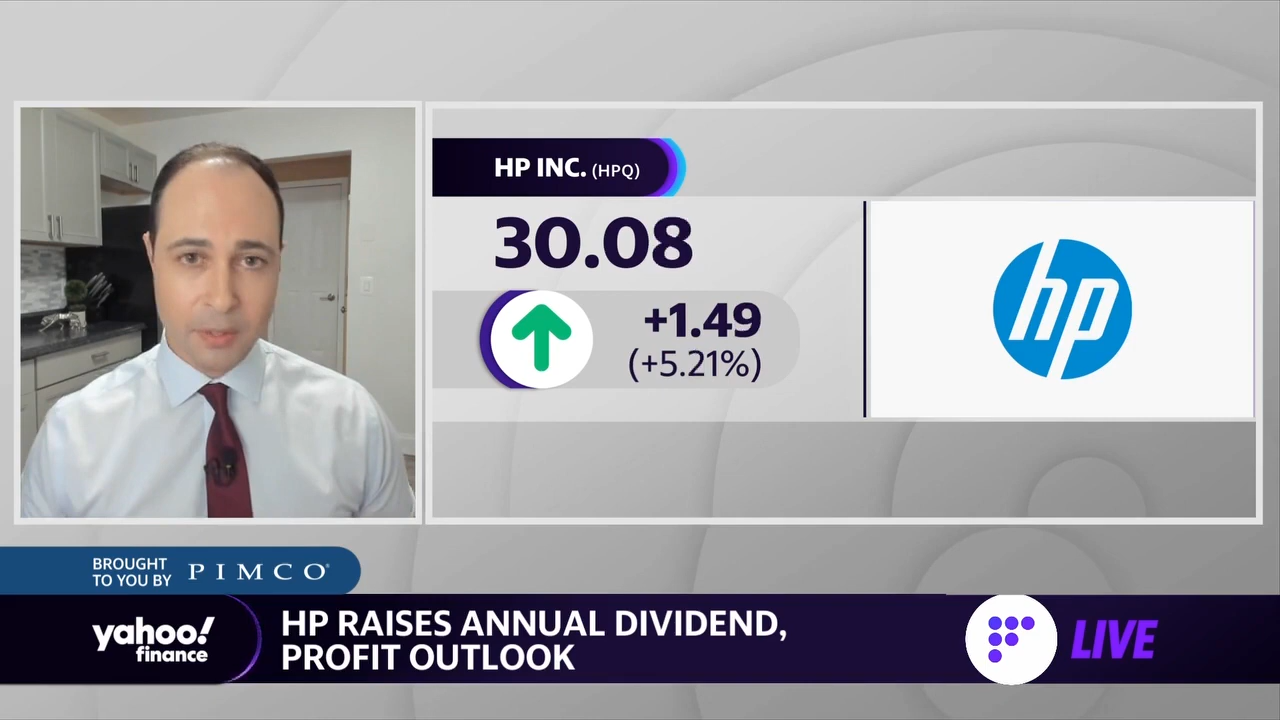 HP INC. (HPQ)
30.08
+1.49
(+5.21%)
hp
BROUGHT
TO YOU BY
PIMCO®
yahoo!
finance
HP RAISES ANNUAL DIVIDEND,
PROFIT OUTLOOK
LIVE